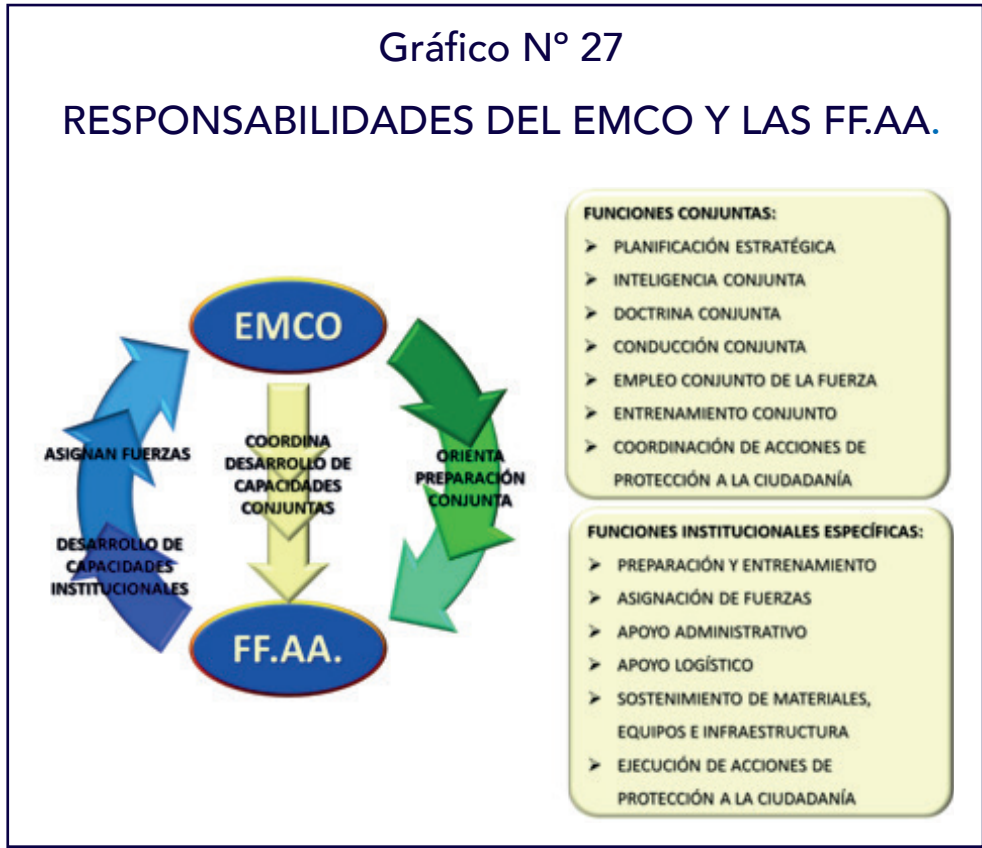 Gráfico Nº 27
RESPONSABILIDADES DEL EMCO Y LAS FF.AA.
EMCO
ASIGNAN FUERZAS
DESARROLLO DE
CAPACIDADES
INSTITUCIONALES
COORDINA
DESARROLLO DE
CAPACIDADES
CONJUNTAS
ORIENTA
PREPARACIÓN
CONJUNTA
FF.AA.
FUNCIONES CONJUNTAS:
➢ PLANIFICACIÓN ESTRATÉGICA
➢ INTELIGENCIA CONJUNTA
➢ DOCTRINA CONJUNTA
➢ CONDUCCIÓN CONJUNTA
➢ EMPLEO CONJUNTO DE LA FUERZA
➢ ENTRENAMIENTO CONJUNTO
➢ COORDINACIÓN DE ACCIONES DE
PROTECCIÓN A LA CIUDADANÍA
FUNCIONES INSTITUCIONALES ESPECÍFICAS:
➢ PREPARACIÓN Y ENTRENAMIENTO
➢ ASIGNACIÓN DE FUERZAS
➢ APOYO ADMINISTRATIVO
➢ APOYO LOGÍSTICO
➢ SOSTENIMIENTO DE MATERIALES,
EQUIPOS E INFRAESTRUCTURA
➢ EJECUCIÓN DE ACCIONES DE
PROTECCIÓN A LA CIUDADANÍA